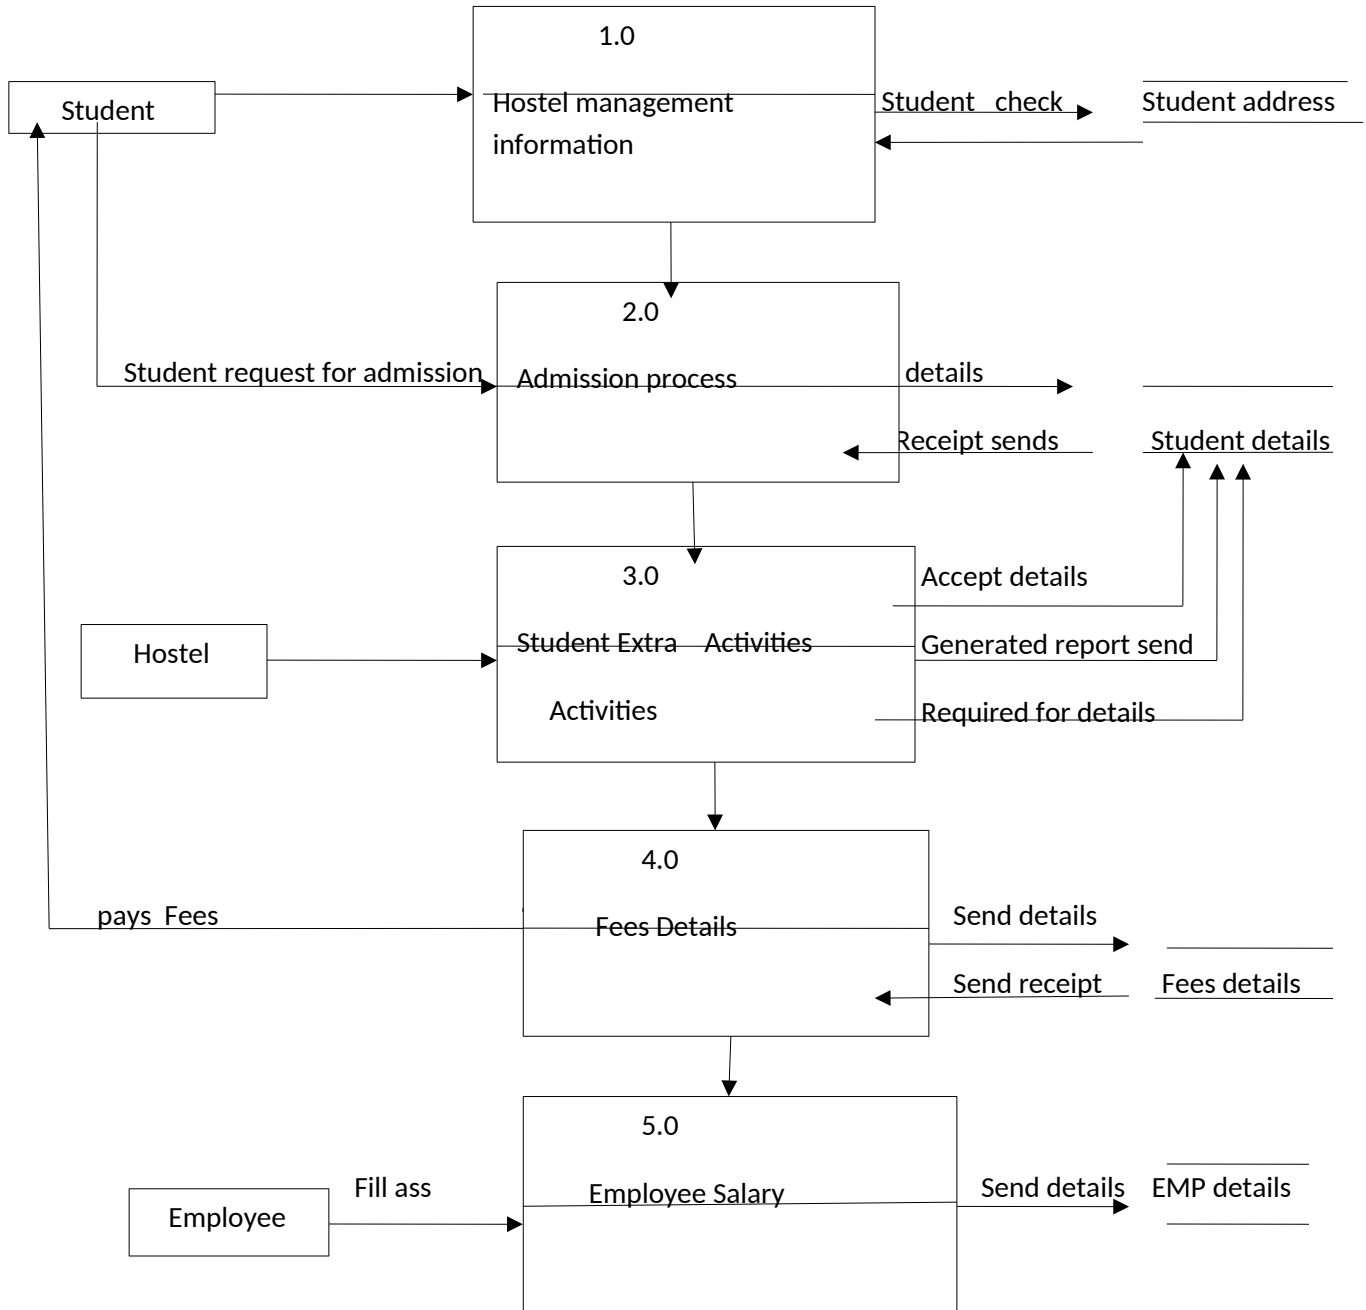 1.0
Student
Hostel management
information
Student check
Student address
2.0
Student request for admission
Admission process
details
Receipt sends
Student details
3.0
Accept details
Hostel
Student Extra Activities
Generated report send
Activities
Required for details
4.0
pays Fees
Fees Details
Send details
Send receipt
Fees details
5.0
Fill ass
Employee Salary
Send details
EMP details
Employee